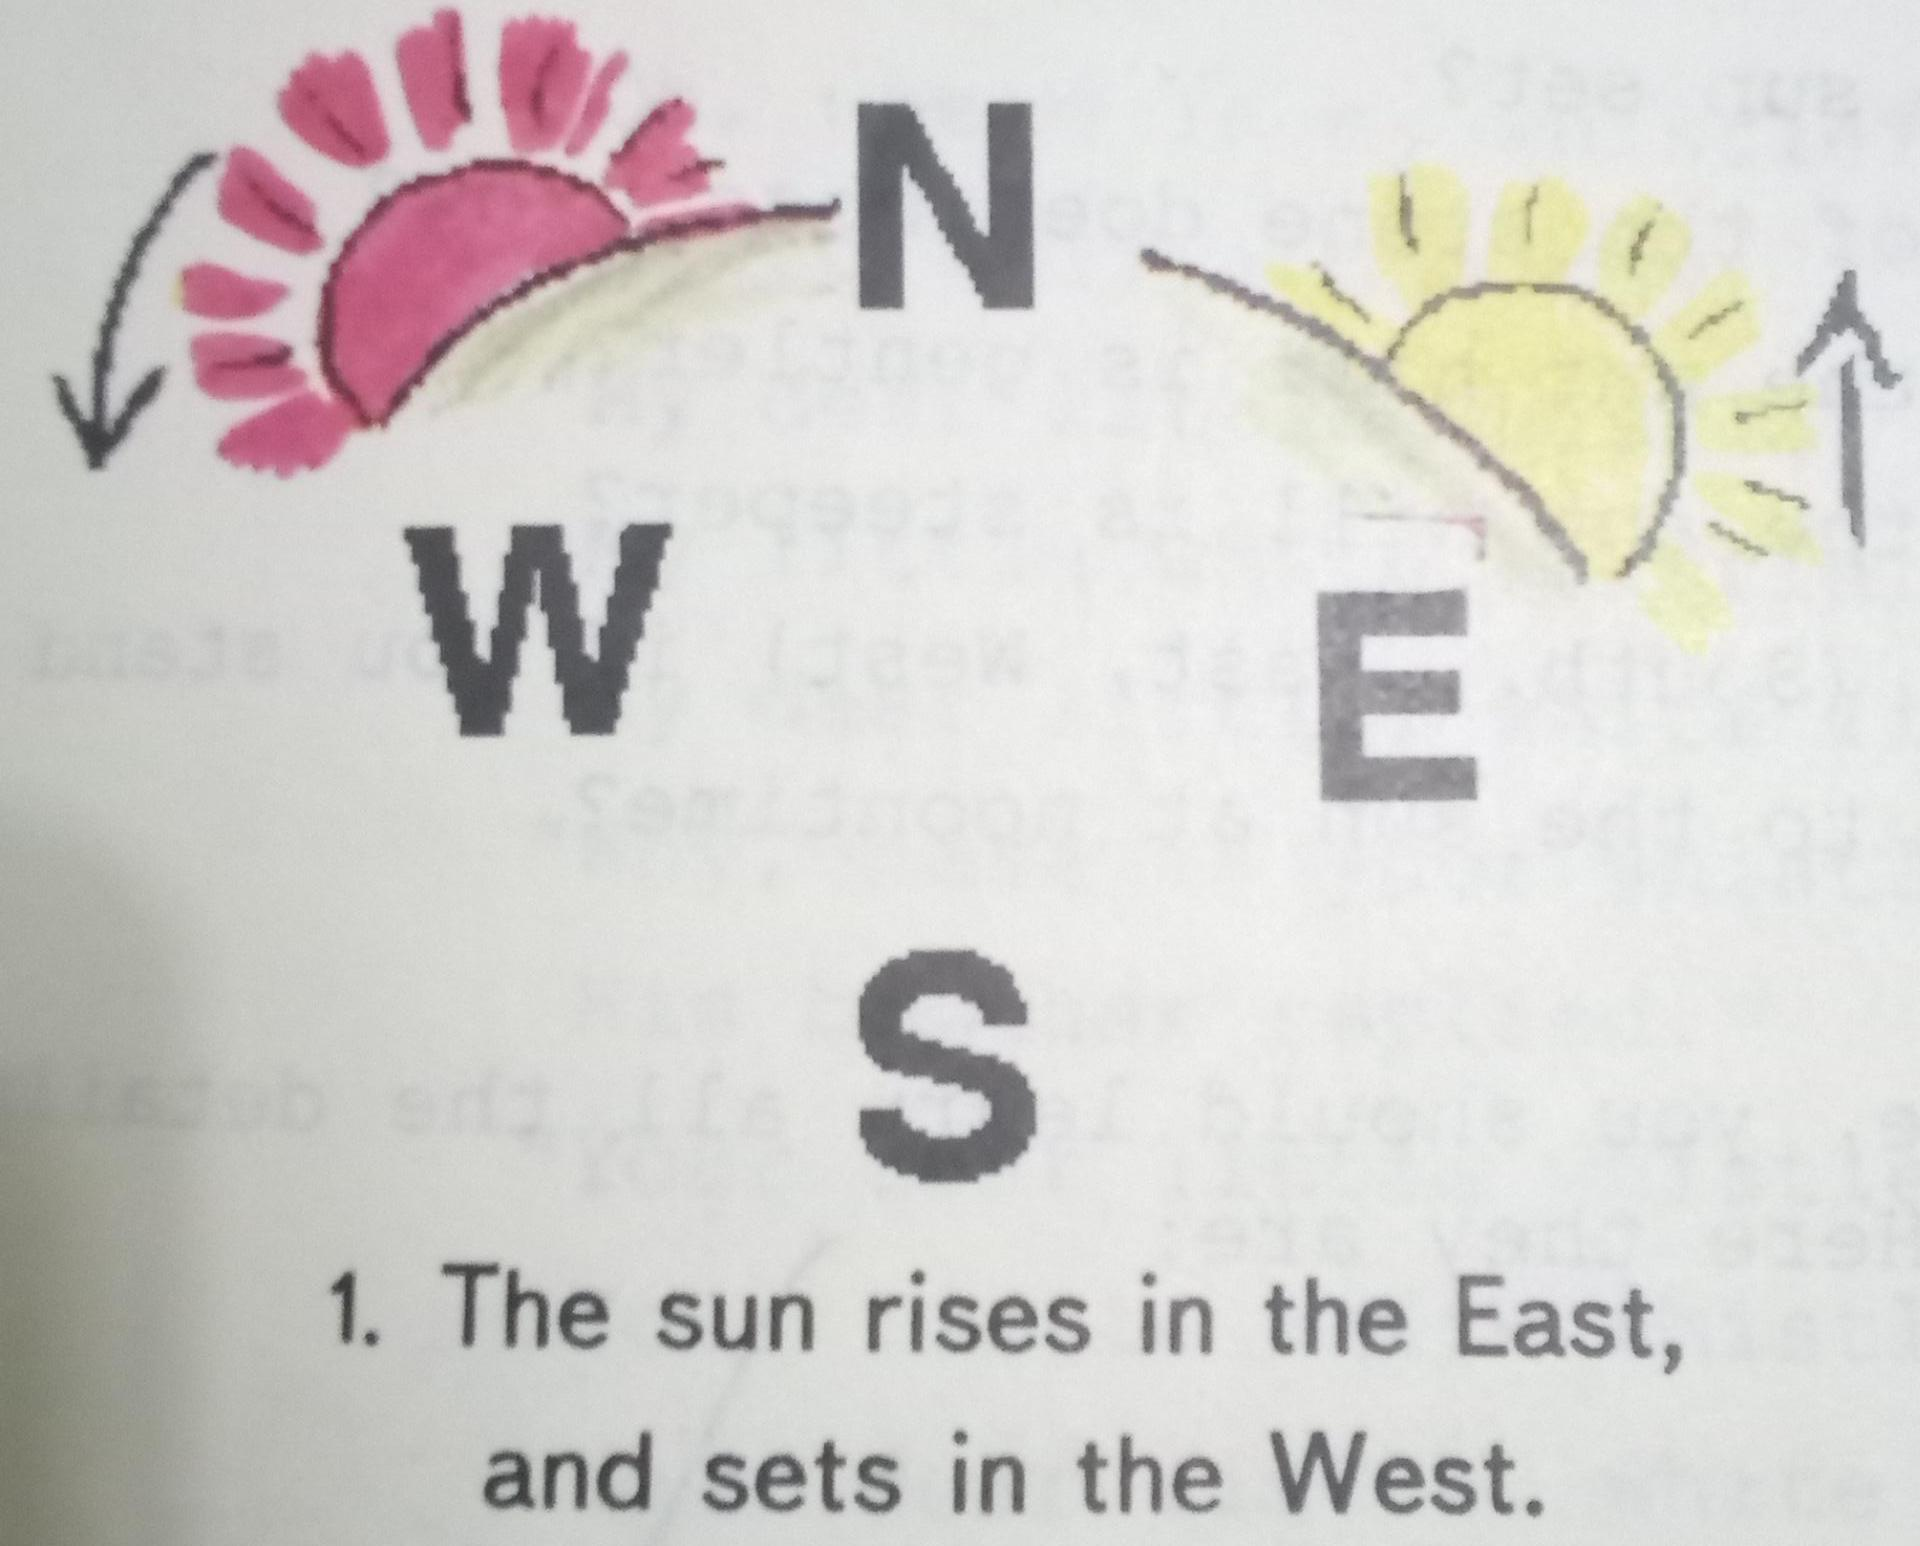 N
W
E
S
1. The sun rises in the East,
and sets in the West.